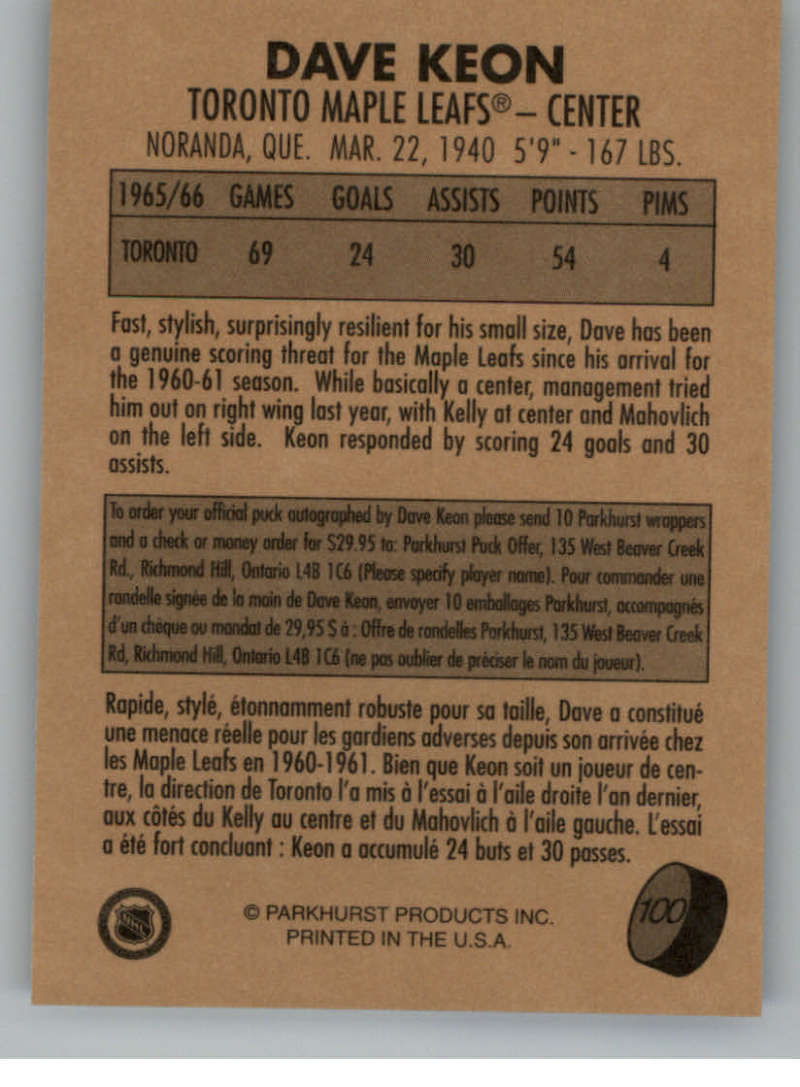 DAVE KEON
TORONTO MAPLE LEAFS® – CENTER
NORANDA, QUE. MAR. 22, 1940 5'9" - 167 LBS.
1965/66 GAMES GOALS ASSISTS POINTS PIMS
TORONTO 69 24 30 54 4
Fast, stylish, surprisingly resilient for his small size, Dave has been
a genuine scoring threat for the Maple Leafs since his arrival for
the 1960-61 season. While basically a center, management tried
him out on right wing last year, with Kelly at center and Mahovlich
on the left side. Keon responded by scoring 24 goals and 30
assists.
To order your official puck autographed by Dave Keon please send 10 Parkhurst wrappers
and a check or money order for $29.95 to: Parkhurst Puck Offer, 135 West Beaver Creek
Rd., Richmond Hill, Ontario L4B 1C6 (Please specify player name). Pour commander une
rondelle signée de la main de Dave Keon, envoyer 10 emballages Parkhurst, accompagnés
d'un chèque ou mandat de 29,95 $ à : Offre de rondelles Parkhurst, 135 West Beaver Creek
Rd, Richmond Hill, Ontario L4B 1C6 (ne pas oublier de préciser le nom du joueur).
Rapide, stylé, étonnamment robuste pour sa taille, Dave a constitué
une menace réelle pour les gardiens adverses depuis son arrivée chez
les Maple Leafs en 1960-1961. Bien que Keon soit un joueur de cen-
tre, la direction de Toronto l'a mis à l'essai à l'aile droite l'an dernier,
aux côtés du Kelly au centre et du Mahovlich à l'aile gauche. L'essai
a été fort concluant : Keon a accumulé 24 buts et 30 passes.
NHL
© PARKHURST PRODUCTS INC.
PRINTED IN THE U.S.A.
100